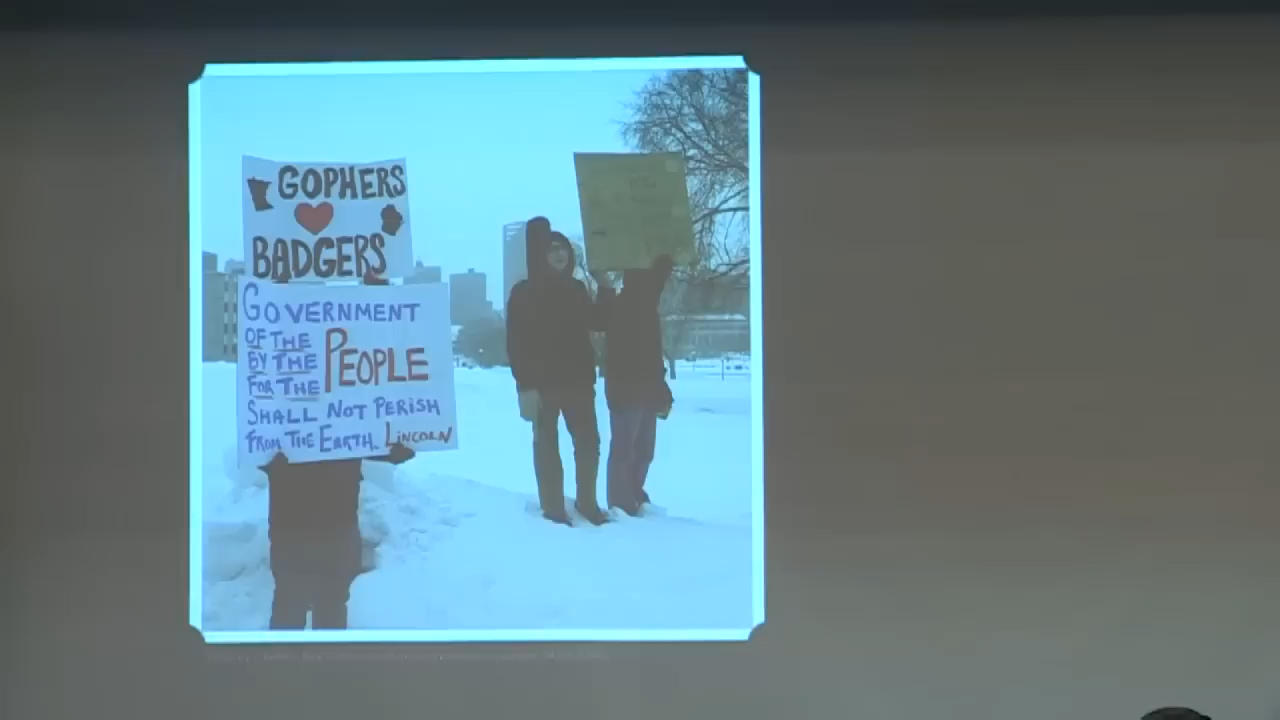 GOPHERS
BADGERS
GOVERNMENT
OF THE
BY THE
FOR THE
PEOPLE
SHALL NOT PERISH
FROM THE EARTH. LINCOLN